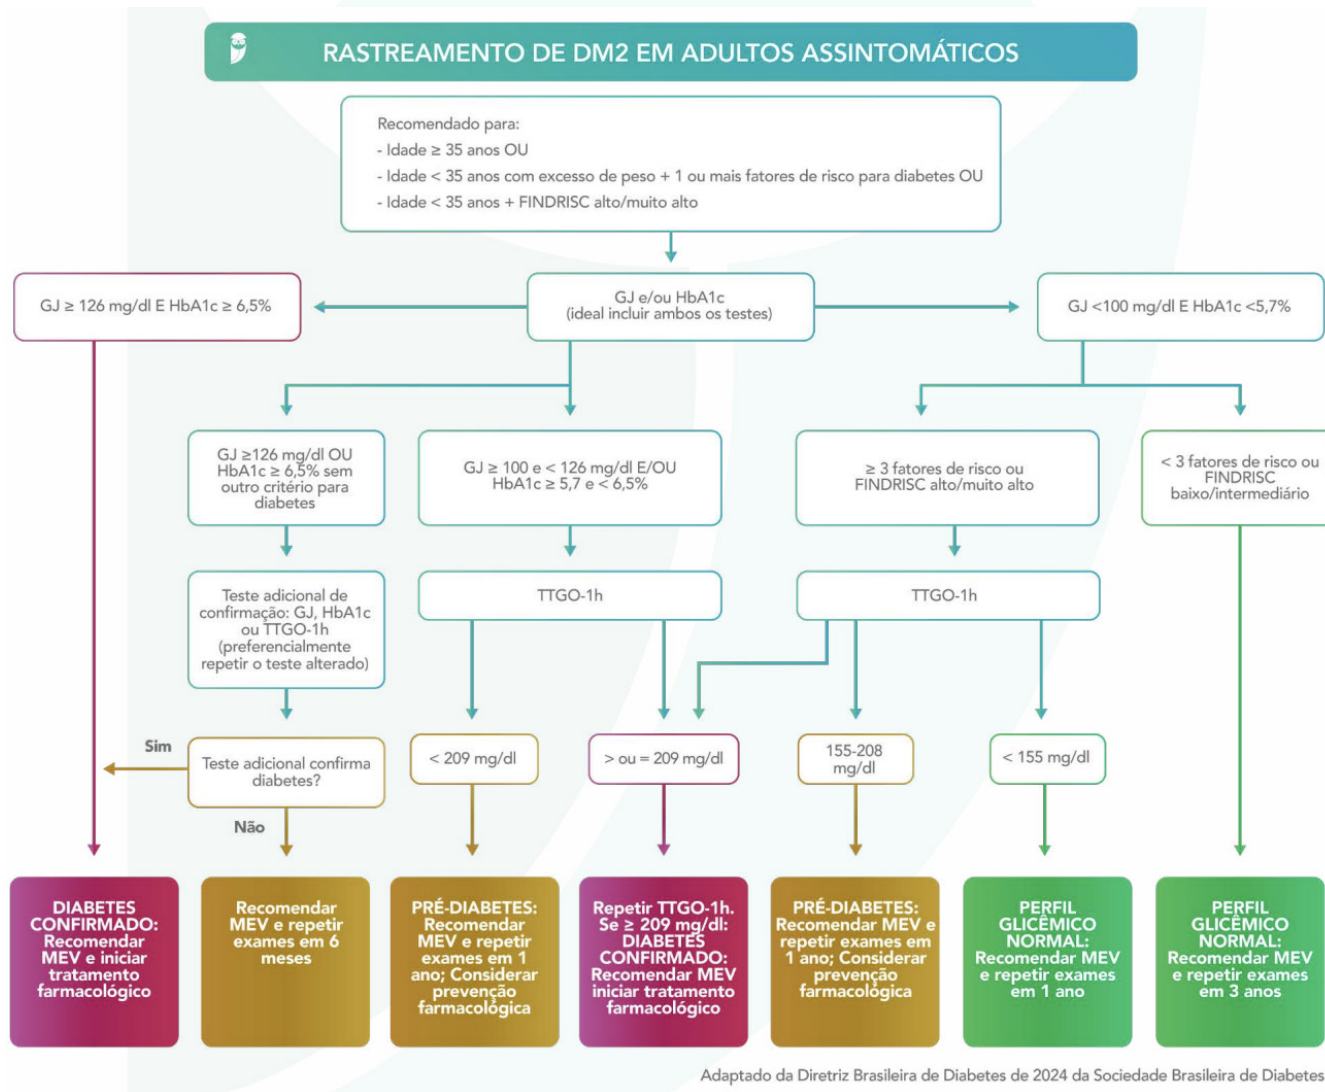 RASTREAMENTO DE DM2 EM ADULTOS ASSINTOMÁTICOS
Recomendado para:
- Idade ≥ 35 anos OU
- Idade < 35 anos com excesso de peso + 1 ou mais fatores de risco para diabetes OU
- Idade < 35 anos + FINDRISC alto/muito alto
GJ ≥ 126 mg/dl E HbA1c ≥ 6,5%
GJ e/ou HbA1c
(ideal incluir ambos os testes)
GJ <100 mg/dl E HbA1c <5,7%
GJ ≥126 mg/dl OU
HbA1c ≥ 6,5% sem
outro critério para
diabetes
GJ ≥ 100 e < 126 mg/dl E/OU
HbA1c ≥ 5,7 e < 6,5%
≥ 3 fatores de risco ou
FINDRISC alto/muito alto
< 3 fatores de risco ou
FINDRISC
baixo/intermediário
Teste adicional de
confirmação: GJ, HbA1c
ou TTGO-1h
(preferencialmente
repetir o teste alterado)
TTGO-1h
TTGO-1h
Sim
Teste adicional confirma
diabetes?
Não
< 209 mg/dl
> ou = 209 mg/dl
155-208
mg/dl
< 155 mg/dl
DIABETES
CONFIRMADO:
Recomendar
MEV e iniciar
tratamento
farmacológico
Recomendar
MEV e repetir
exames em 6
meses
PRÉ-DIABETES:
Recomendar
MEV e repetir
exames em 1
ano; Considerar
prevenção
farmacológica
Repetir TTGO-1h.
Se ≥ 209 mg/dl:
DIABETES
CONFIRMADO:
Recomendar MEV
iniciar tratamento
farmacológico
PRÉ-DIABETES:
Recomendar MEV e
repetir exames em
1 ano; Considerar
prevenção
farmacológica
PERFIL
GLICÊMICO
NORMAL:
Recomendar MEV
e repetir exames
em 1 ano
PERFIL
GLICÊMICO
NORMAL:
Recomendar MEV
e repetir exames
em 3 anos
Adaptado da Diretriz Brasileira de Diabetes de 2024 da Sociedade Brasileira de Diabetes